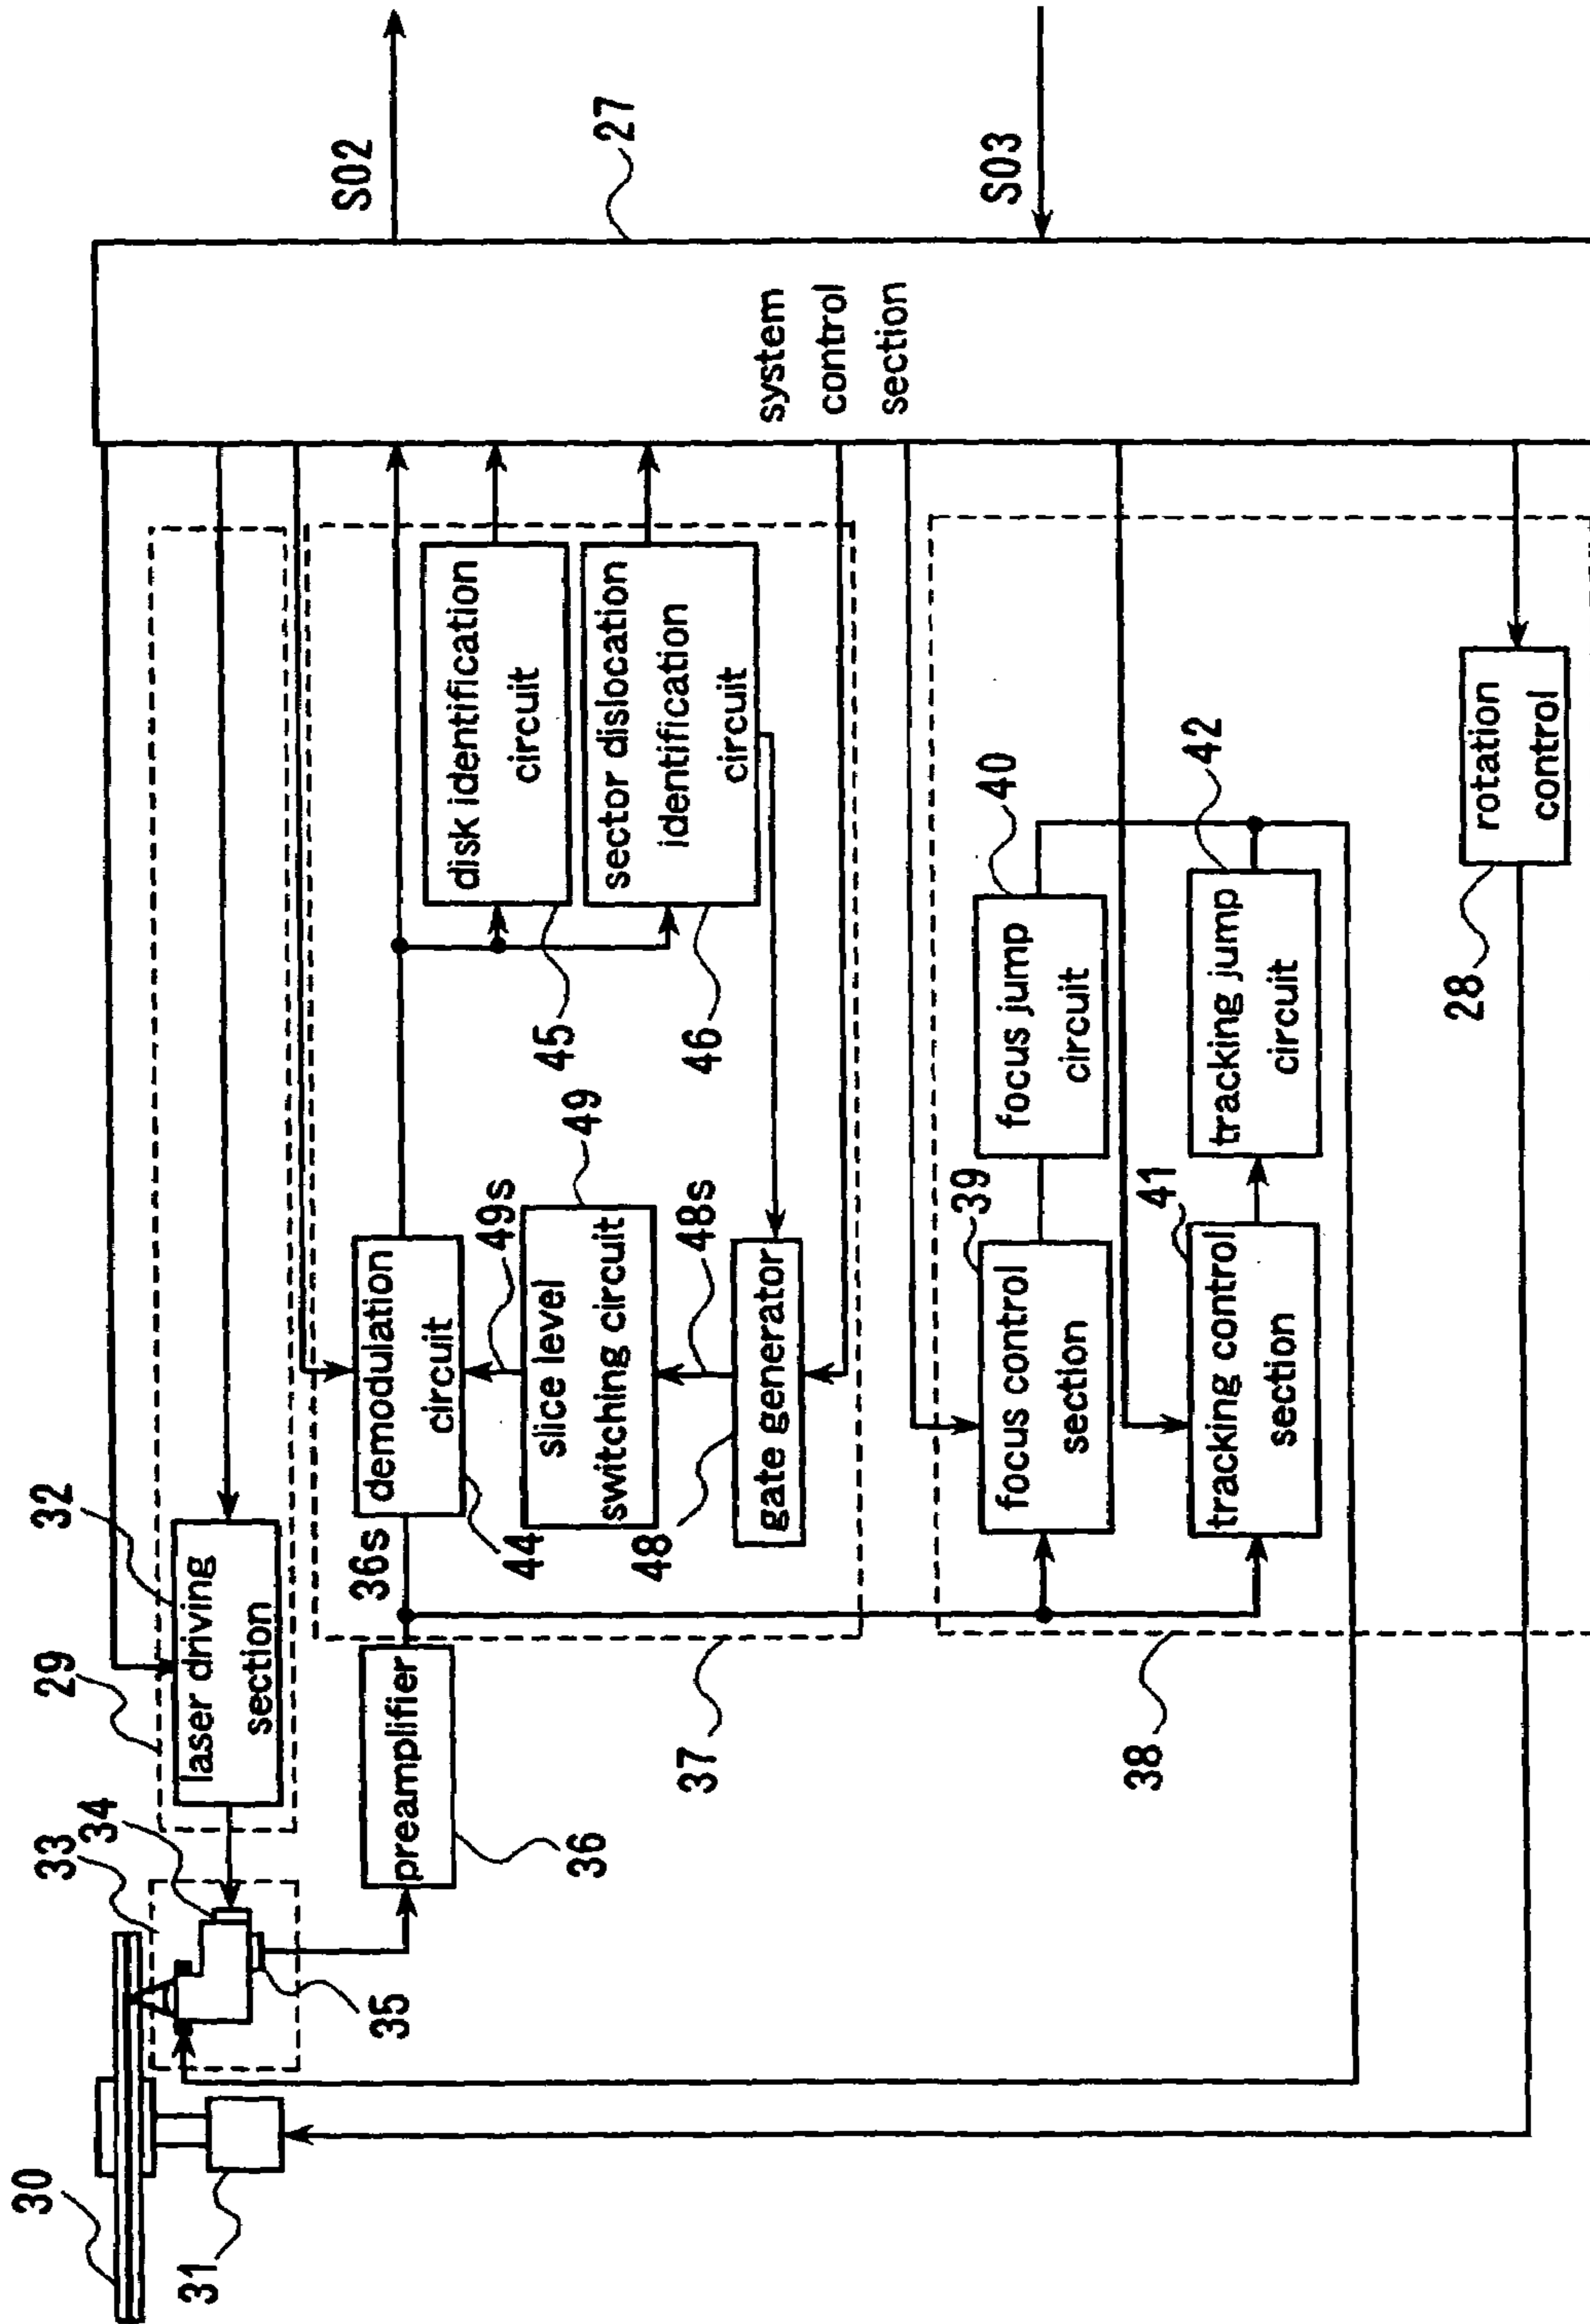 30
31
33
34
35
29
32
laser driving
section
preamplifier
36
36s
demodulation
circuit
44
49s
slice level
switching circuit
49
48s
gate generator
48
37
disk identification
circuit
45
sector dislocation
identification
circuit
46
focus control
section
39
focus jump
circuit
40
tracking control
section
41
tracking jump
circuit
42
38
rotation
control
28
system
control
section
27
S02
S03